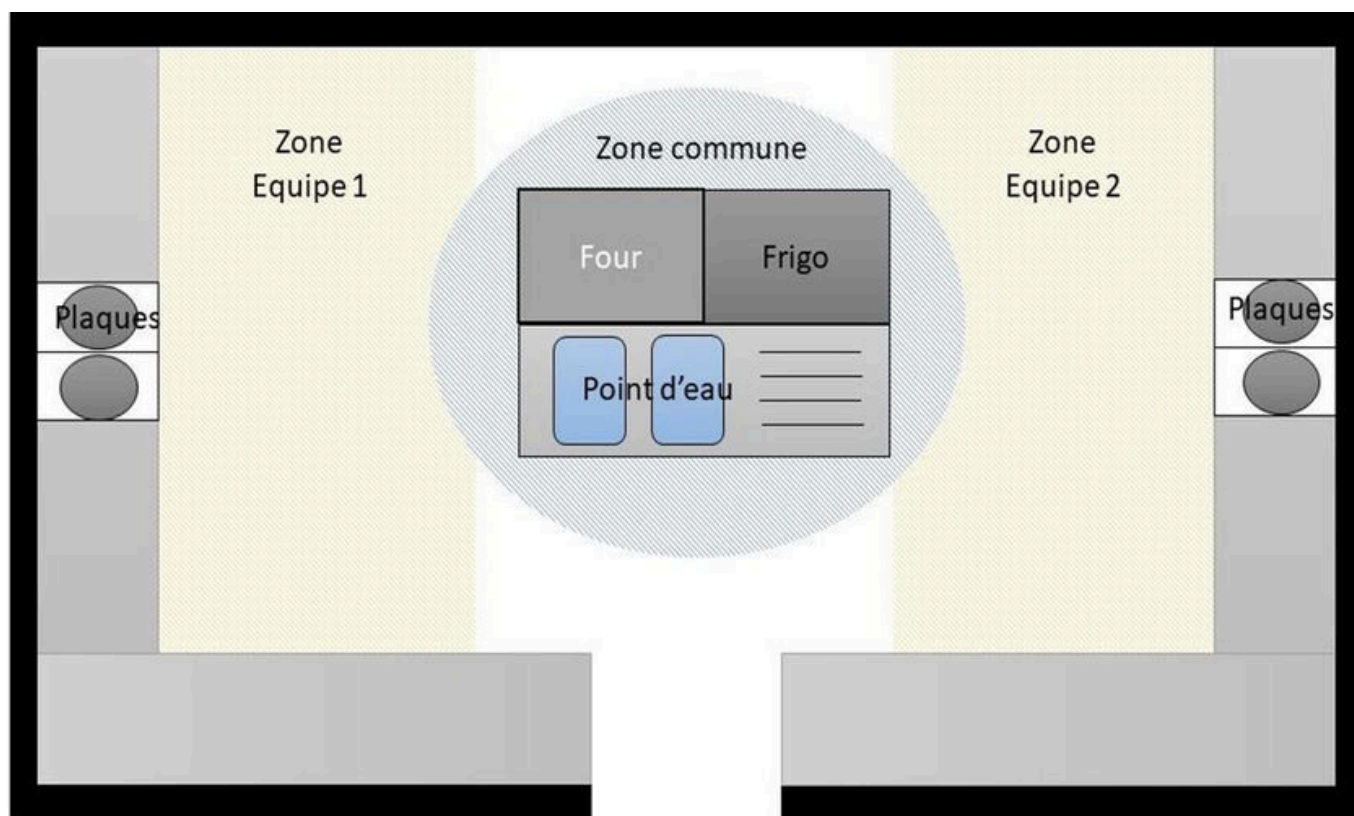 Zone
Equipe 1
Zone commune
Zone
Equipe 2
Four
Frigo
Plaques
Plaques
Point d'eau